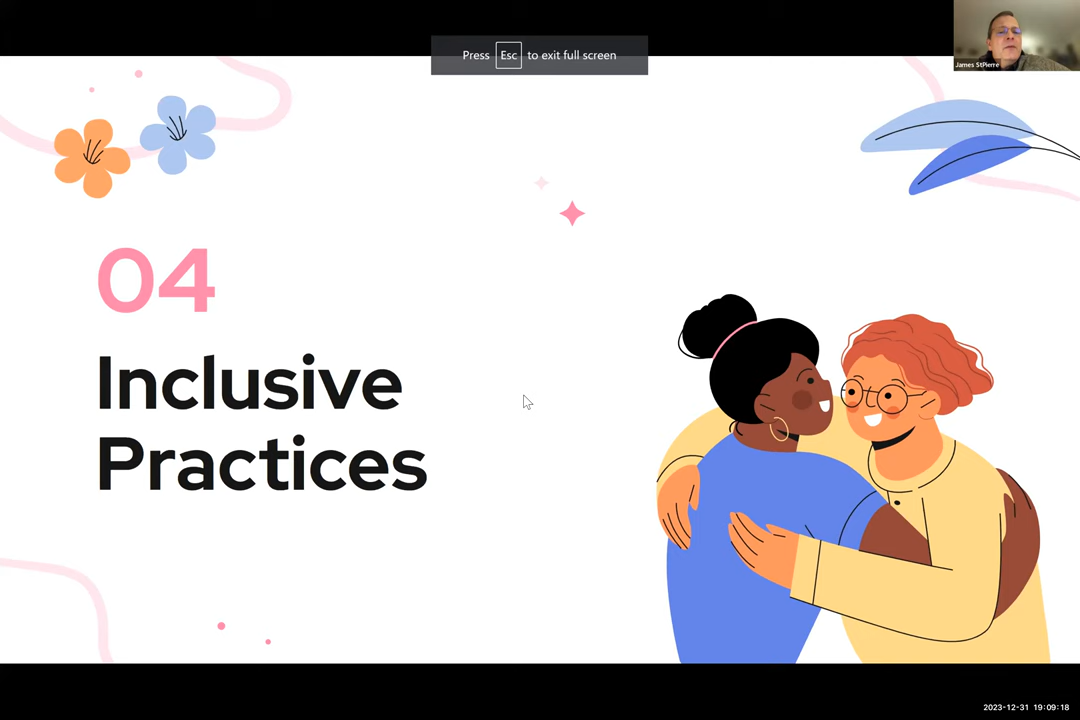 Press Esc to exit full screen
James StPierre
04
Inclusive
Practices
2023-12-31 19:09:18